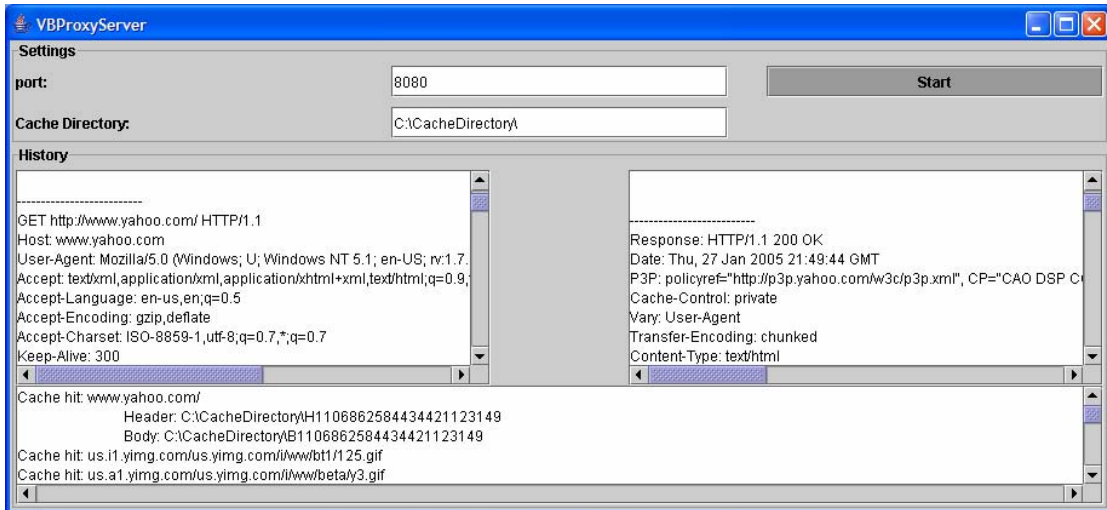 VBProxyServer
Settings
port:
8080
Start
Cache Directory:
C:\CacheDirectory\
History
--------------------------
GET http://www.yahoo.com/ HTTP/1.1
Host: www.yahoo.com
User-Agent: Mozilla/5.0 (Windows; U; Windows NT 5.1; en-US; rv:1.7.
Accept: text/xml,application/xml,application/xhtml+xml,text/html;q=0.9,
Accept-Language: en-us,en;q=0.5
Accept-Encoding: gzip,deflate
Accept-Charset: ISO-8859-1,utf-8;q=0.7,*;q=0.7
Keep-Alive: 300
--------------------------
Response: HTTP/1.1 200 OK
Date: Thu, 27 Jan 2005 21:49:44 GMT
P3P: policyref="http://p3p.yahoo.com/w3c/p3p.xml", CP="CAO DSP C
Cache-Control: private
Vary: User-Agent
Transfer-Encoding: chunked
Content-Type: text/html
Cache hit: www.yahoo.com/
Header: C:\CacheDirectory\H1106862584434421123149
Body: C:\CacheDirectory\B1106862584434421123149
Cache hit: us.i1.yimg.com/us.yimg.com/i/ww/bt1/125.gif
Cache hit: us.a1.yimg.com/us.yimg.com/i/ww/beta/y3.gif